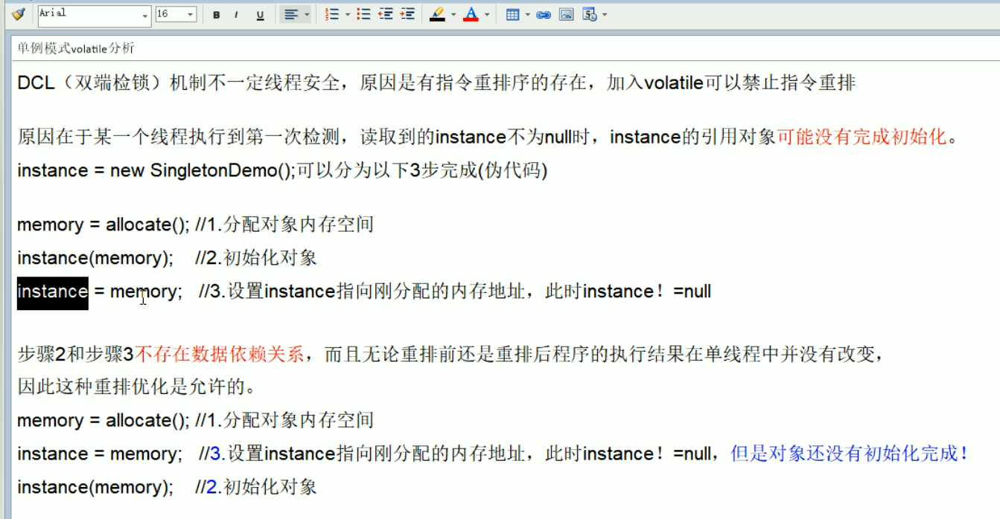 Arial 16 B I U
单例模式volatile分析
DCL（双端检锁）机制不一定线程安全，原因是有指令重排序的存在，加入volatile可以禁止指令重排
原因在于某一个线程执行到第一次检测，读取到的instance不为null时，instance的引用对象可能没有完成初始化。
instance = new SingletonDemo();可以分为以下3步完成(伪代码)
memory = allocate(); //1.分配对象内存空间
instance(memory); //2.初始化对象
instance = memory; //3.设置instance指向刚分配的内存地址，此时instance！=null
步骤2和步骤3不存在数据依赖关系，而且无论重排前还是重排后程序的执行结果在单线程中并没有改变，
因此这种重排优化是允许的。
memory = allocate(); //1.分配对象内存空间
instance = memory; //3.设置instance指向刚分配的内存地址，此时instance！=null，但是对象还没有初始化完成！
instance(memory); //2.初始化对象